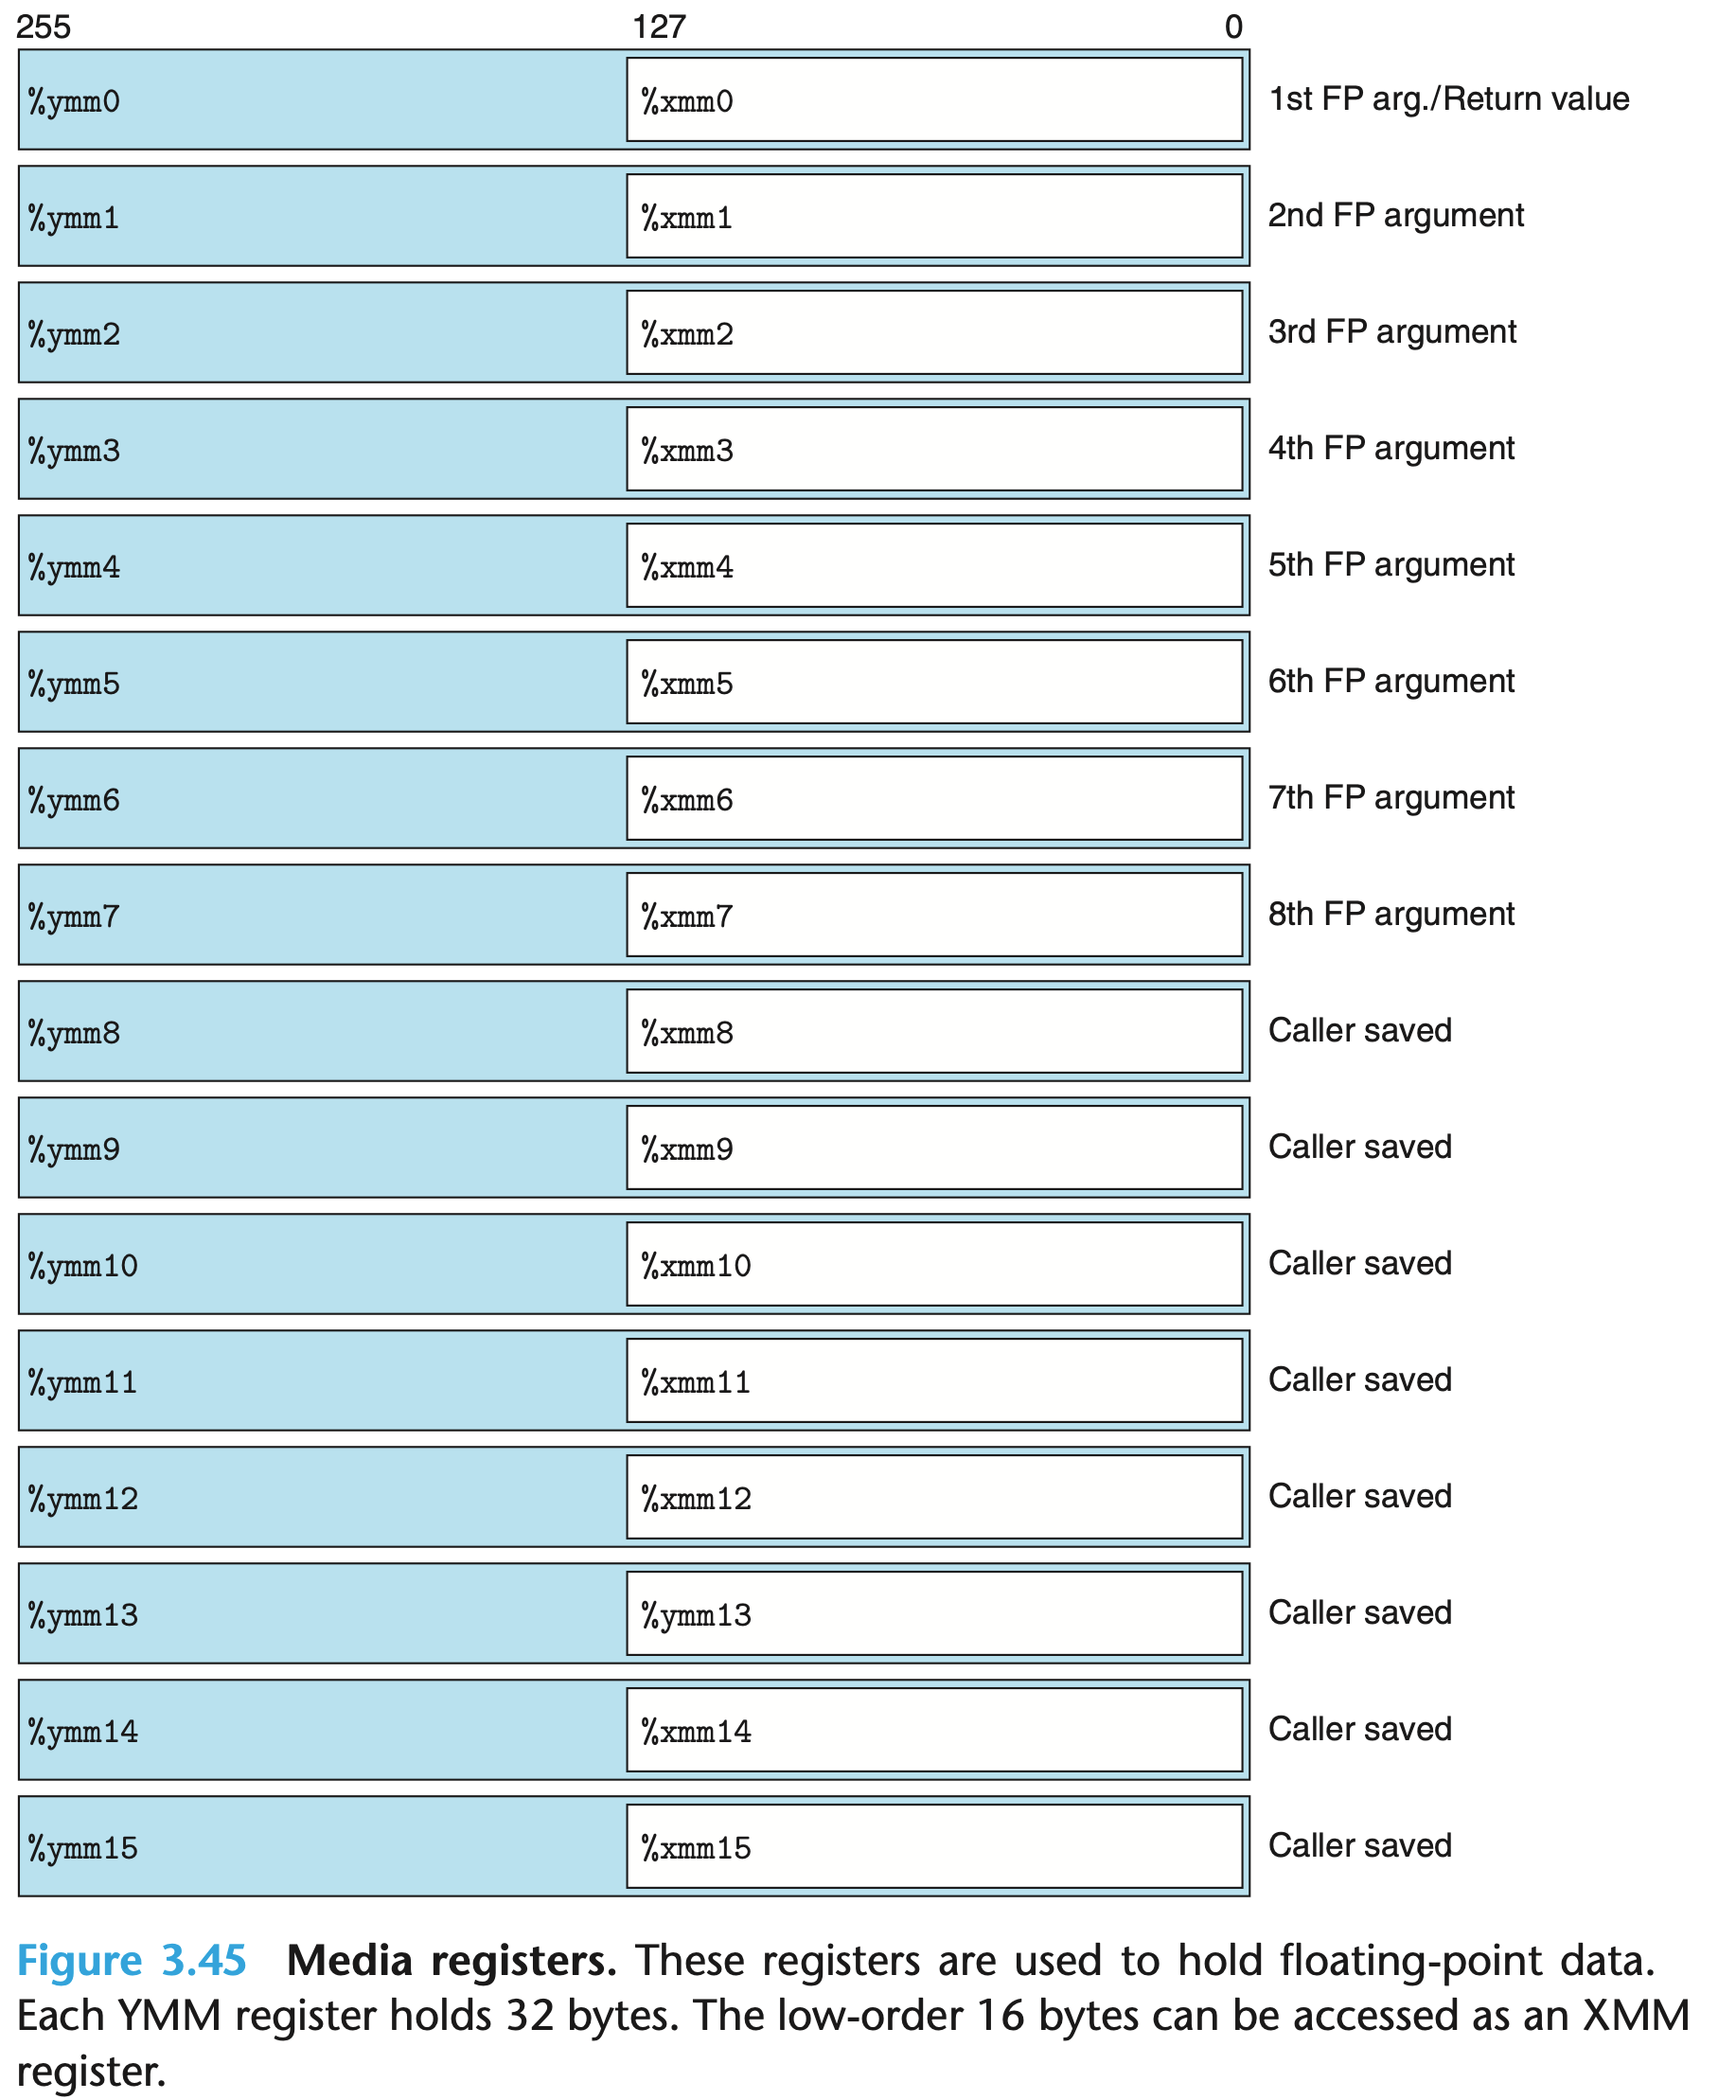 255 127 0
%ymm0 %xmm0 1st FP arg./Return value
%ymm1 %xmm1 2nd FP argument
%ymm2 %xmm2 3rd FP argument
%ymm3 %xmm3 4th FP argument
%ymm4 %xmm4 5th FP argument
%ymm5 %xmm5 6th FP argument
%ymm6 %xmm6 7th FP argument
%ymm7 %xmm7 8th FP argument
%ymm8 %xmm8 Caller saved
%ymm9 %xmm9 Caller saved
%ymm10 %xmm10 Caller saved
%ymm11 %xmm11 Caller saved
%ymm12 %xmm12 Caller saved
%ymm13 %ymm13 Caller saved
%ymm14 %xmm14 Caller saved
%ymm15 %xmm15 Caller saved
Figure 3.45 Media registers. These registers are used to hold floating-point data.
Each YMM register holds 32 bytes. The low-order 16 bytes can be accessed as an XMM
register.